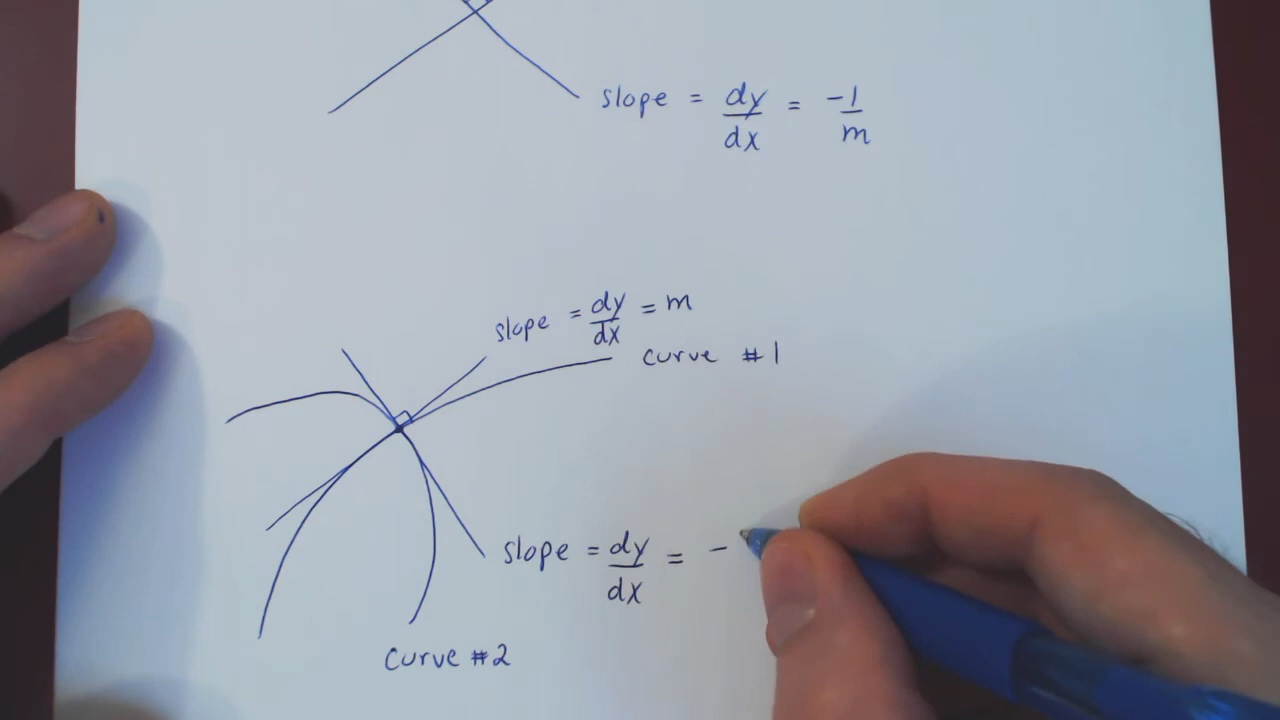 slope = dy/dx = -1/m
slope = dy/dx = m
curve #1
slope = dy/dx = -
curve #2